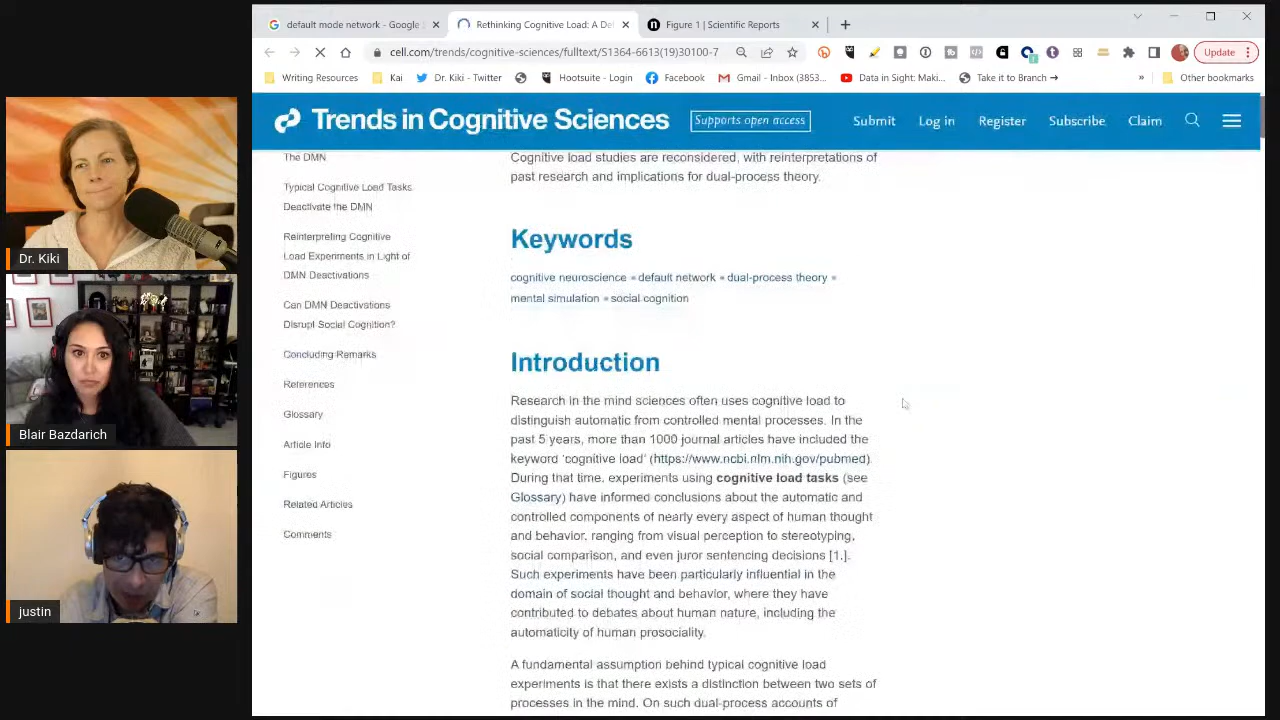 default mode network - Google
Rethinking Cognitive Load: A De
Figure 1 | Scientific Reports
cell.com/trends/cognitive-sciences/fulltext/S1364-6613(19)30100-7
Update
Writing Resources
Kai
Dr. Kiki - Twitter
Hootsuite - Login
Facebook
Gmail - Inbox (3853...
Data in Sight: Maki...
Take it to Branch →
»
Other bookmarks
Trends in Cognitive Sciences
Supports open access
Submit
Log in
Register
Subscribe
Claim
The DMN
Typical Cognitive Load Tasks
Deactivate the DMN
Reinterpreting Cognitive
Load Experiments in Light of
DMN Deactivations
Can DMN Deactivations
Disrupt Social Cognition?
Concluding Remarks
References
Glossary
Article Info
Figures
Related Articles
Comments
Cognitive load studies are reconsidered, with reinterpretations of
past research and implications for dual-process theory.
Keywords
cognitive neuroscience • default network • dual-process theory •
mental simulation • social cognition
Introduction
Research in the mind sciences often uses cognitive load to
distinguish automatic from controlled mental processes. In the
past 5 years, more than 1000 journal articles have included the
keyword 'cognitive load' (https://www.ncbi.nlm.nih.gov/pubmed).
During that time, experiments using cognitive load tasks (see
Glossary) have informed conclusions about the automatic and
controlled components of nearly every aspect of human thought
and behavior, ranging from visual perception to stereotyping,
social comparison, and even juror sentencing decisions [1.].
Such experiments have been particularly influential in the
domain of social thought and behavior, where they have
contributed to debates about human nature, including the
automaticity of human prosociality.
A fundamental assumption behind typical cognitive load
experiments is that there exists a distinction between two sets of
processes in the mind. On such dual-process accounts of
Dr. Kiki
Blair Bazdarich
justin